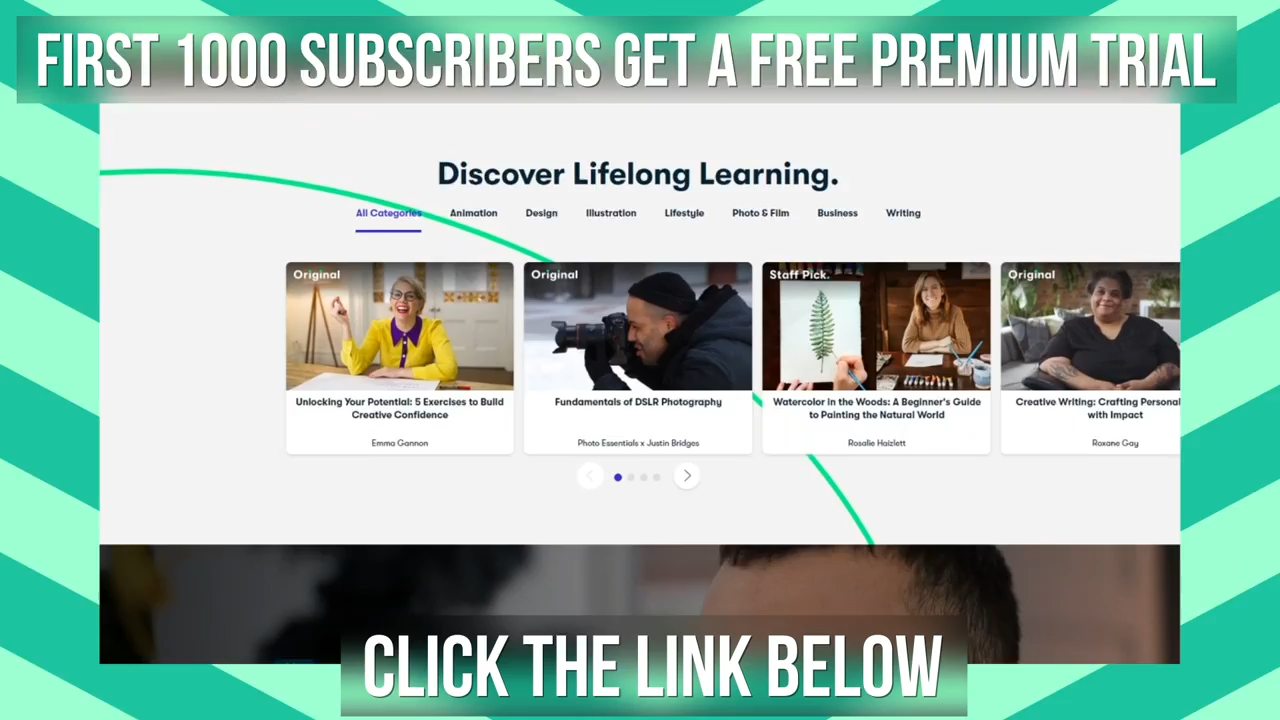 FIRST 1000 SUBSCRIBERS GET A FREE PREMIUM TRIAL
Discover Lifelong Learning.
All Categories Animation Design Illustration Lifestyle Photo & Film Business Writing
Original
Unlocking Your Potential: 5 Exercises to Build
Creative Confidence
Emma Gannon
Original
Fundamentals of DSLR Photography
Photo Essentials x Justin Bridges
Staff Pick.
Watercolor in the Woods: A Beginner's Guide
to Painting the Natural World
Rosalie Haizlett
Original
Creative Writing: Crafting Personal
with Impact
Roxane Gay
CLICK THE LINK BELOW